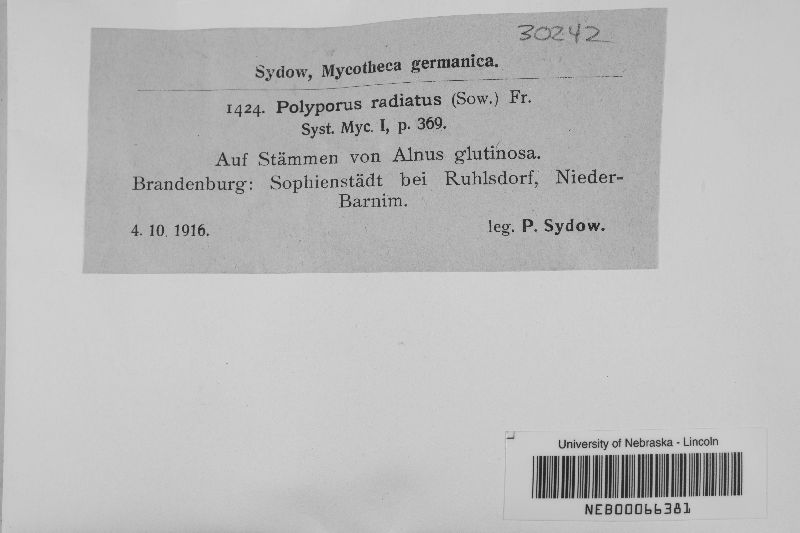 30242
Sydow, Mycotheca germanica.
1424. Polyporus radiatus (Sow.) Fr.
Syst. Myc. I, p. 369.
Auf Stämmen von Alnus glutinosa.
Brandenburg: Sophienstädt bei Ruhlsdorf, Nieder-
Barnim.
4. 10. 1916. leg. P. Sydow.
University of Nebraska - Lincoln
NEB00066381